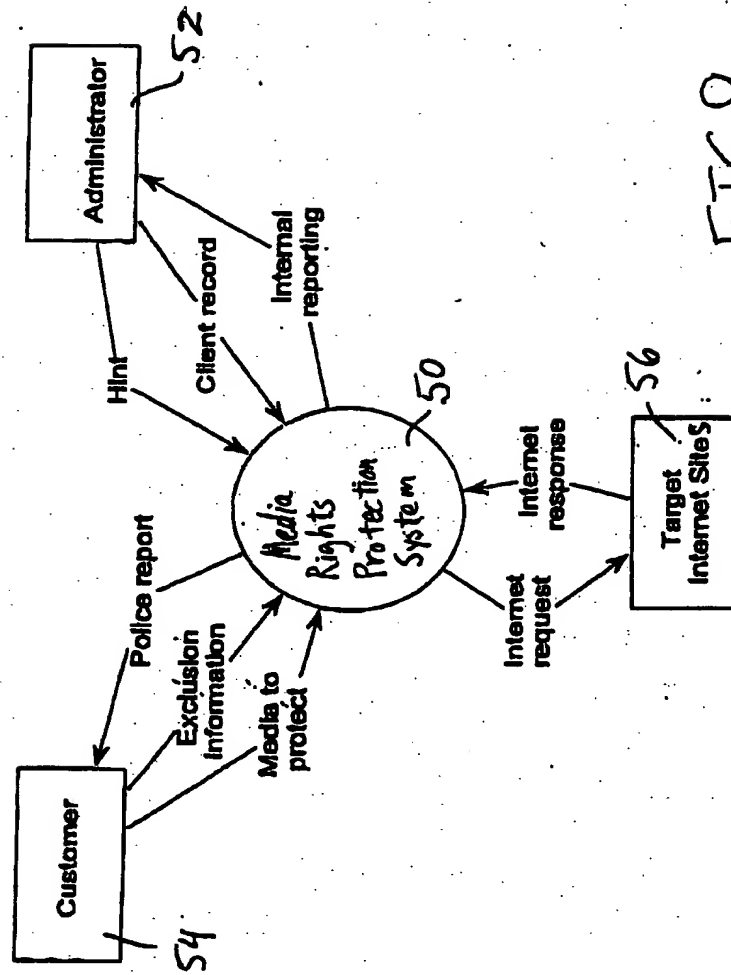 Customer
54
Police report
Exclusion
information
Media to
protect
Administrator
52
Hint
Client record
Internal
reporting
Media
Rights
Protection
System
50
Internet
request
Internet
response
Target
Internet Sites
56
FIG